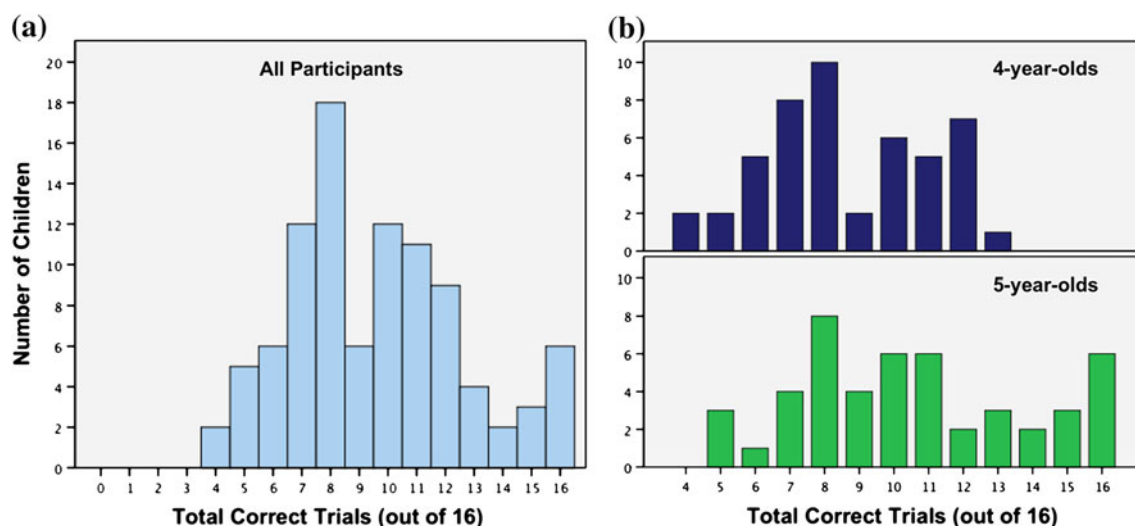 (a)
All Participants
Number of Children
20
18
16
14
12
10
8
6
4
2
0
0 1 2 3 4 5 6 7 8 9 10 11 12 13 14 15 16
Total Correct Trials (out of 16)
(b)
4-year-olds
10
8
6
4
2
0
5-year-olds
10
8
6
4
2
0
4 5 6 7 8 9 10 11 12 13 14 15 16
Total Correct Trials (out of 16)